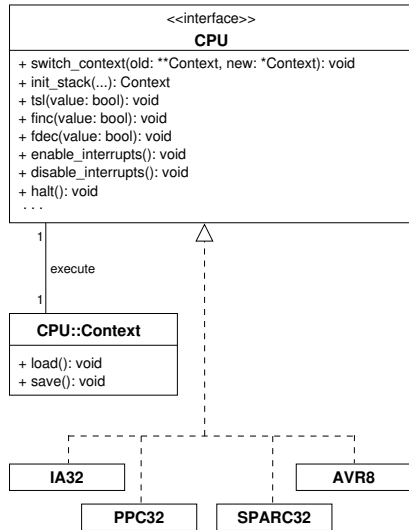 <<interface>>
CPU
+ switch_context(old: **Context, new: *Context): void
+ init_stack(...): Context
+ tsl(value: bool): void
+ finc(value: bool): void
+ fdec(value: bool): void
+ enable_interrupts(): void
+ disable_interrupts(): void
+ halt(): void
. . .
1
execute
1
CPU::Context
+ load(): void
+ save(): void
IA32
AVR8
PPC32
SPARC32